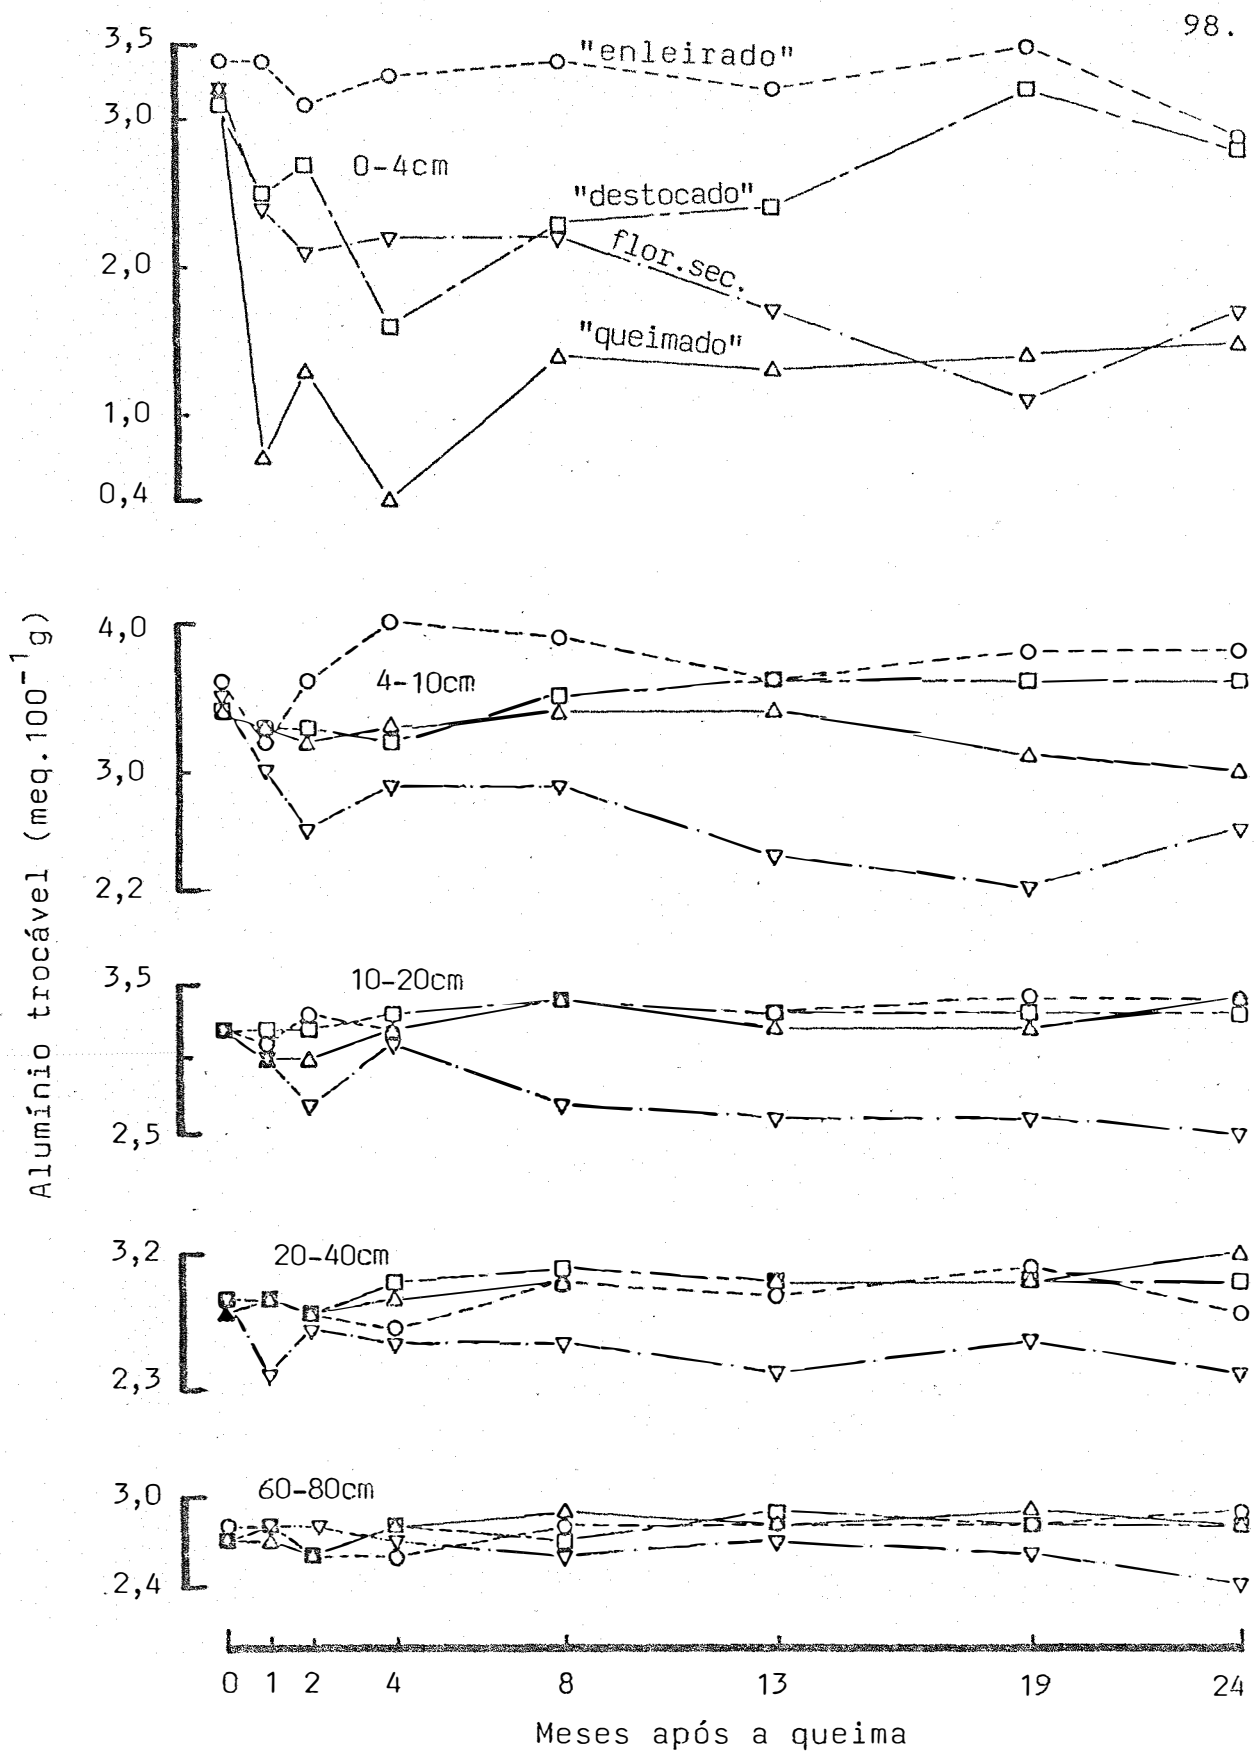 98.
3,5
"enleirado"
3,0
0-4cm
"destocado"
flor.sec.
2,0
"queimado"
1,0
0,4
Alumínio trocável (meq.100⁻¹g)
4,0
4-10cm
3,0
2,2
3,5
10-20cm
2,5
3,2
20-40cm
2,3
3,0
60-80cm
2,4
0 1 2 4 8 13 19 24
Meses após a queima